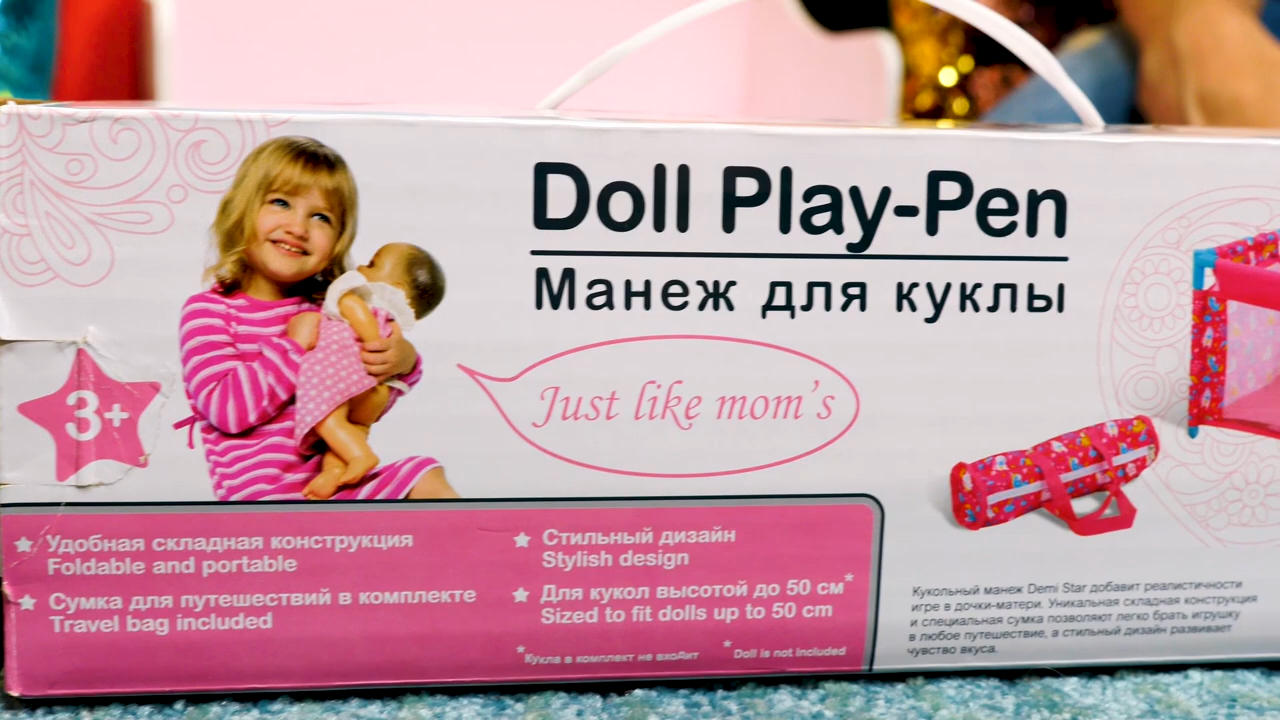 Doll Play-Pen
Манеж для куклы
Just like mom's
3+
Удобная складная конструкция
Foldable and portable
Сумка для путешествий в комплекте
Travel bag included
Стильный дизайн
Stylish design
Для кукол высотой до 50 см*
Sized to fit dolls up to 50 cm
*Кукла в комплект не входит
*Doll is not included
Кукольный манеж Demi Star добавит реалистичности
игре в дочки-матери. Уникальная складная конструкция
и специальная сумка позволяют легко брать игрушку
в любое путешествие, а стильный дизайн развивает
чувство вкуса.